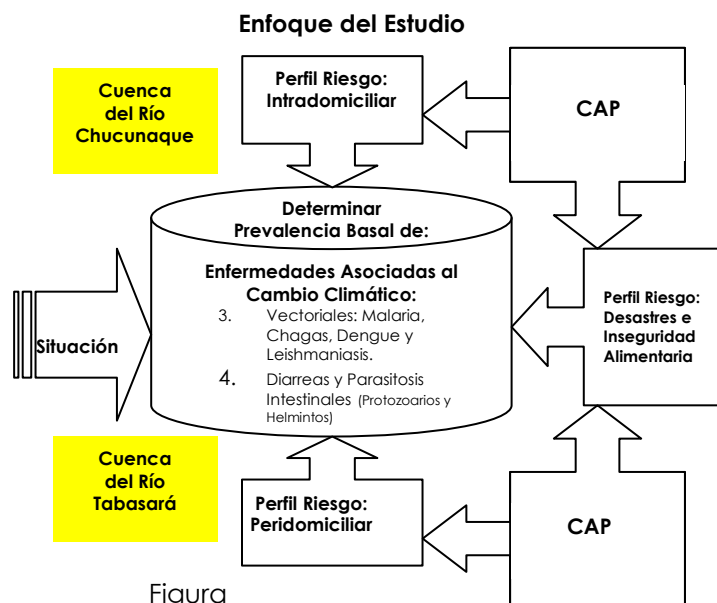 Enfoque del Estudio
Cuenca
del Río
Chucunaque
Perfil Riesgo:
Intradomiciliar
CAP
Determinar
Prevalencia Basal de:
Enfermedades Asociadas al
Cambio Climático:
3. Vectoriales: Malaria,
Chagas, Dengue y
Leishmaniasis.
4. Diarreas y Parasitosis
Intestinales (Protozoarios y
Helmintos)
Situación
Perfil Riesgo:
Desastres e
Inseguridad
Alimentaria
Cuenca
del Río
Tabasará
Perfil Riesgo:
Peridomiciliar
CAP
Figura